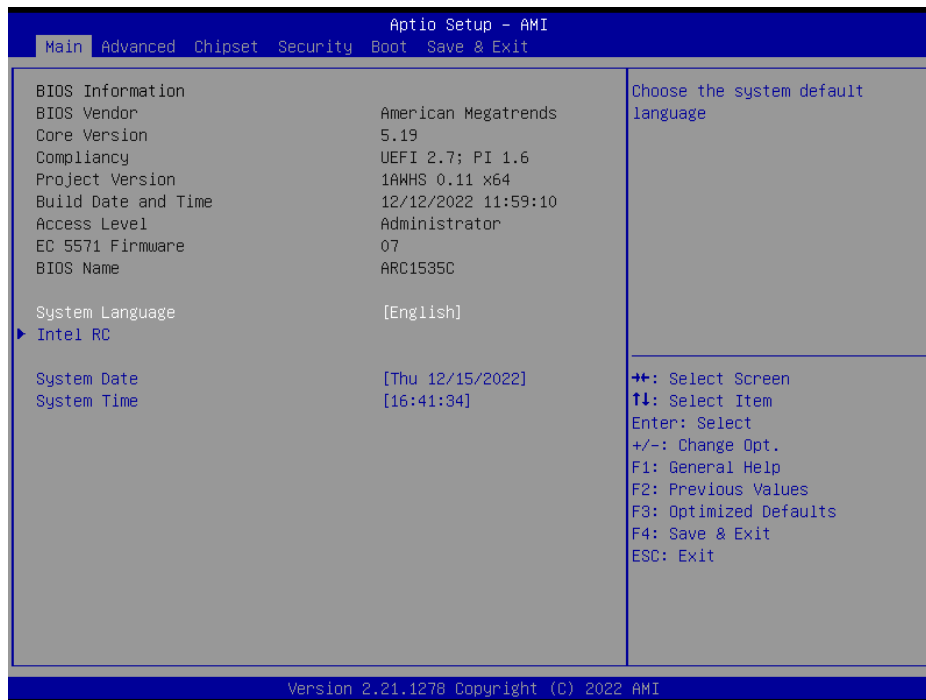 Aptio Setup - AMI
Main Advanced Chipset Security Boot Save & Exit
BIOS Information
BIOS Vendor American Megatrends
Core Version 5.19
Compliancy UEFI 2.7; PI 1.6
Project Version 1AWHS 0.11 x64
Build Date and Time 12/12/2022 11:59:10
Access Level Administrator
EC 5571 Firmware 07
BIOS Name ARC1535C
System Language [English]
Intel RC
System Date [Thu 12/15/2022]
System Time [16:41:34]
Choose the system default
language
→←: Select Screen
↑↓: Select Item
Enter: Select
+/-: Change Opt.
F1: General Help
F2: Previous Values
F3: Optimized Defaults
F4: Save & Exit
ESC: Exit
Version 2.21.1278 Copyright (C) 2022 AMI